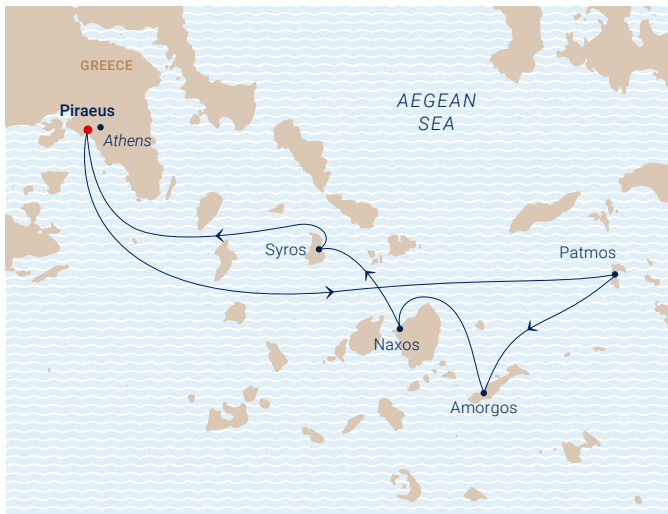 GREECE
AEGEAN
SEA
Piraeus
Athens
Syros
Patmos
Naxos
Amorgos